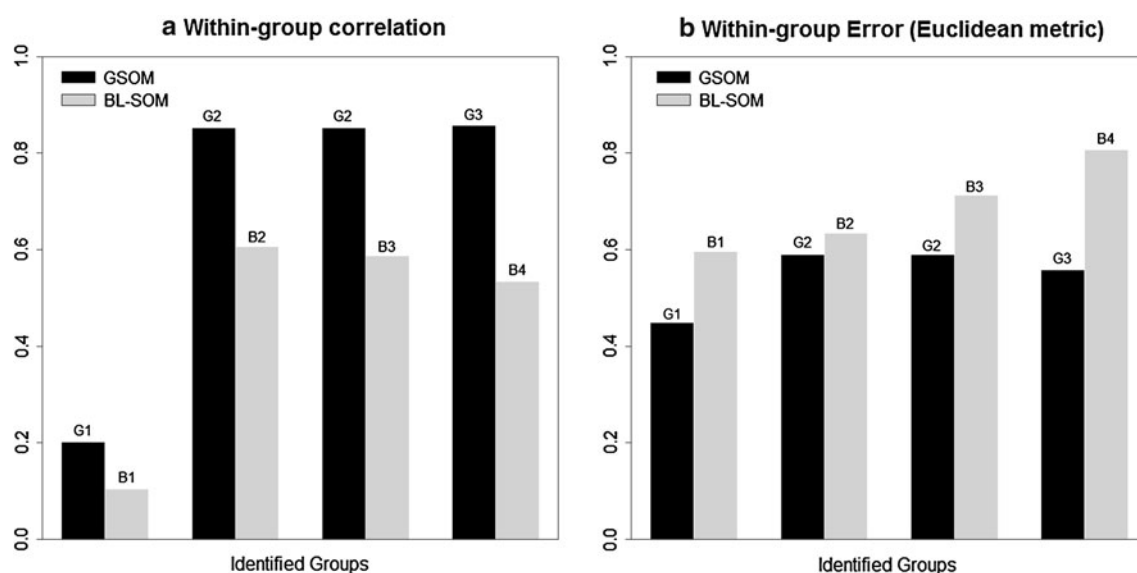 a Within-group correlation
1.0
0.8
0.6
0.4
0.2
0.0
GSOM
BL-SOM
G1
B1
G2
B2
G2
B3
G3
B4
Identified Groups
b Within-group Error (Euclidean metric)
1.0
0.8
0.6
0.4
0.2
0.0
GSOM
BL-SOM
G1
B1
G2
B2
G2
B3
G3
B4
Identified Groups